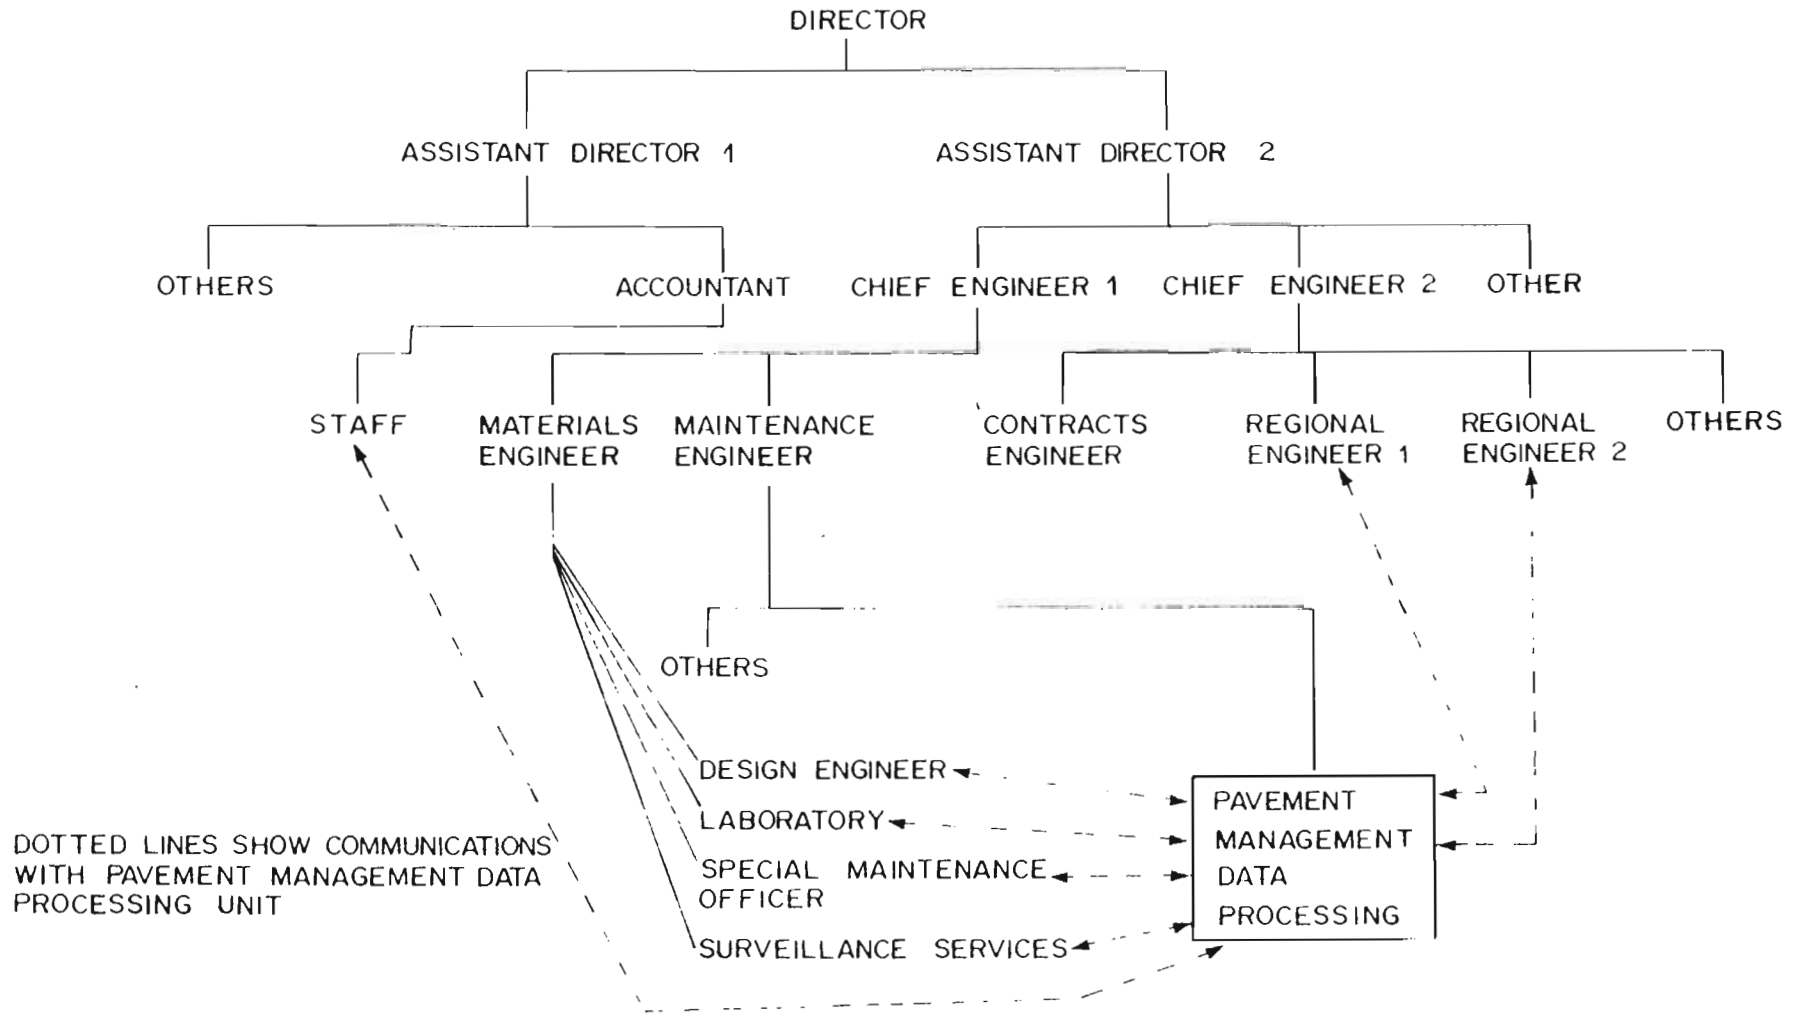 DIRECTOR
ASSISTANT DIRECTOR 1
ASSISTANT DIRECTOR 2
OTHERS
ACCOUNTANT
CHIEF ENGINEER 1
CHIEF ENGINEER 2
OTHER
STAFF
MATERIALS
ENGINEER
MAINTENANCE
ENGINEER
CONTRACTS
ENGINEER
REGIONAL
ENGINEER 1
REGIONAL
ENGINEER 2
OTHERS
OTHERS
DESIGN ENGINEER
LABORATORY
SPECIAL MAINTENANCE
OFFICER
SURVEILLANCE SERVICES
PAVEMENT
MANAGEMENT
DATA
PROCESSING
DOTTED LINES SHOW COMMUNICATIONS
WITH PAVEMENT MANAGEMENT DATA
PROCESSING UNIT